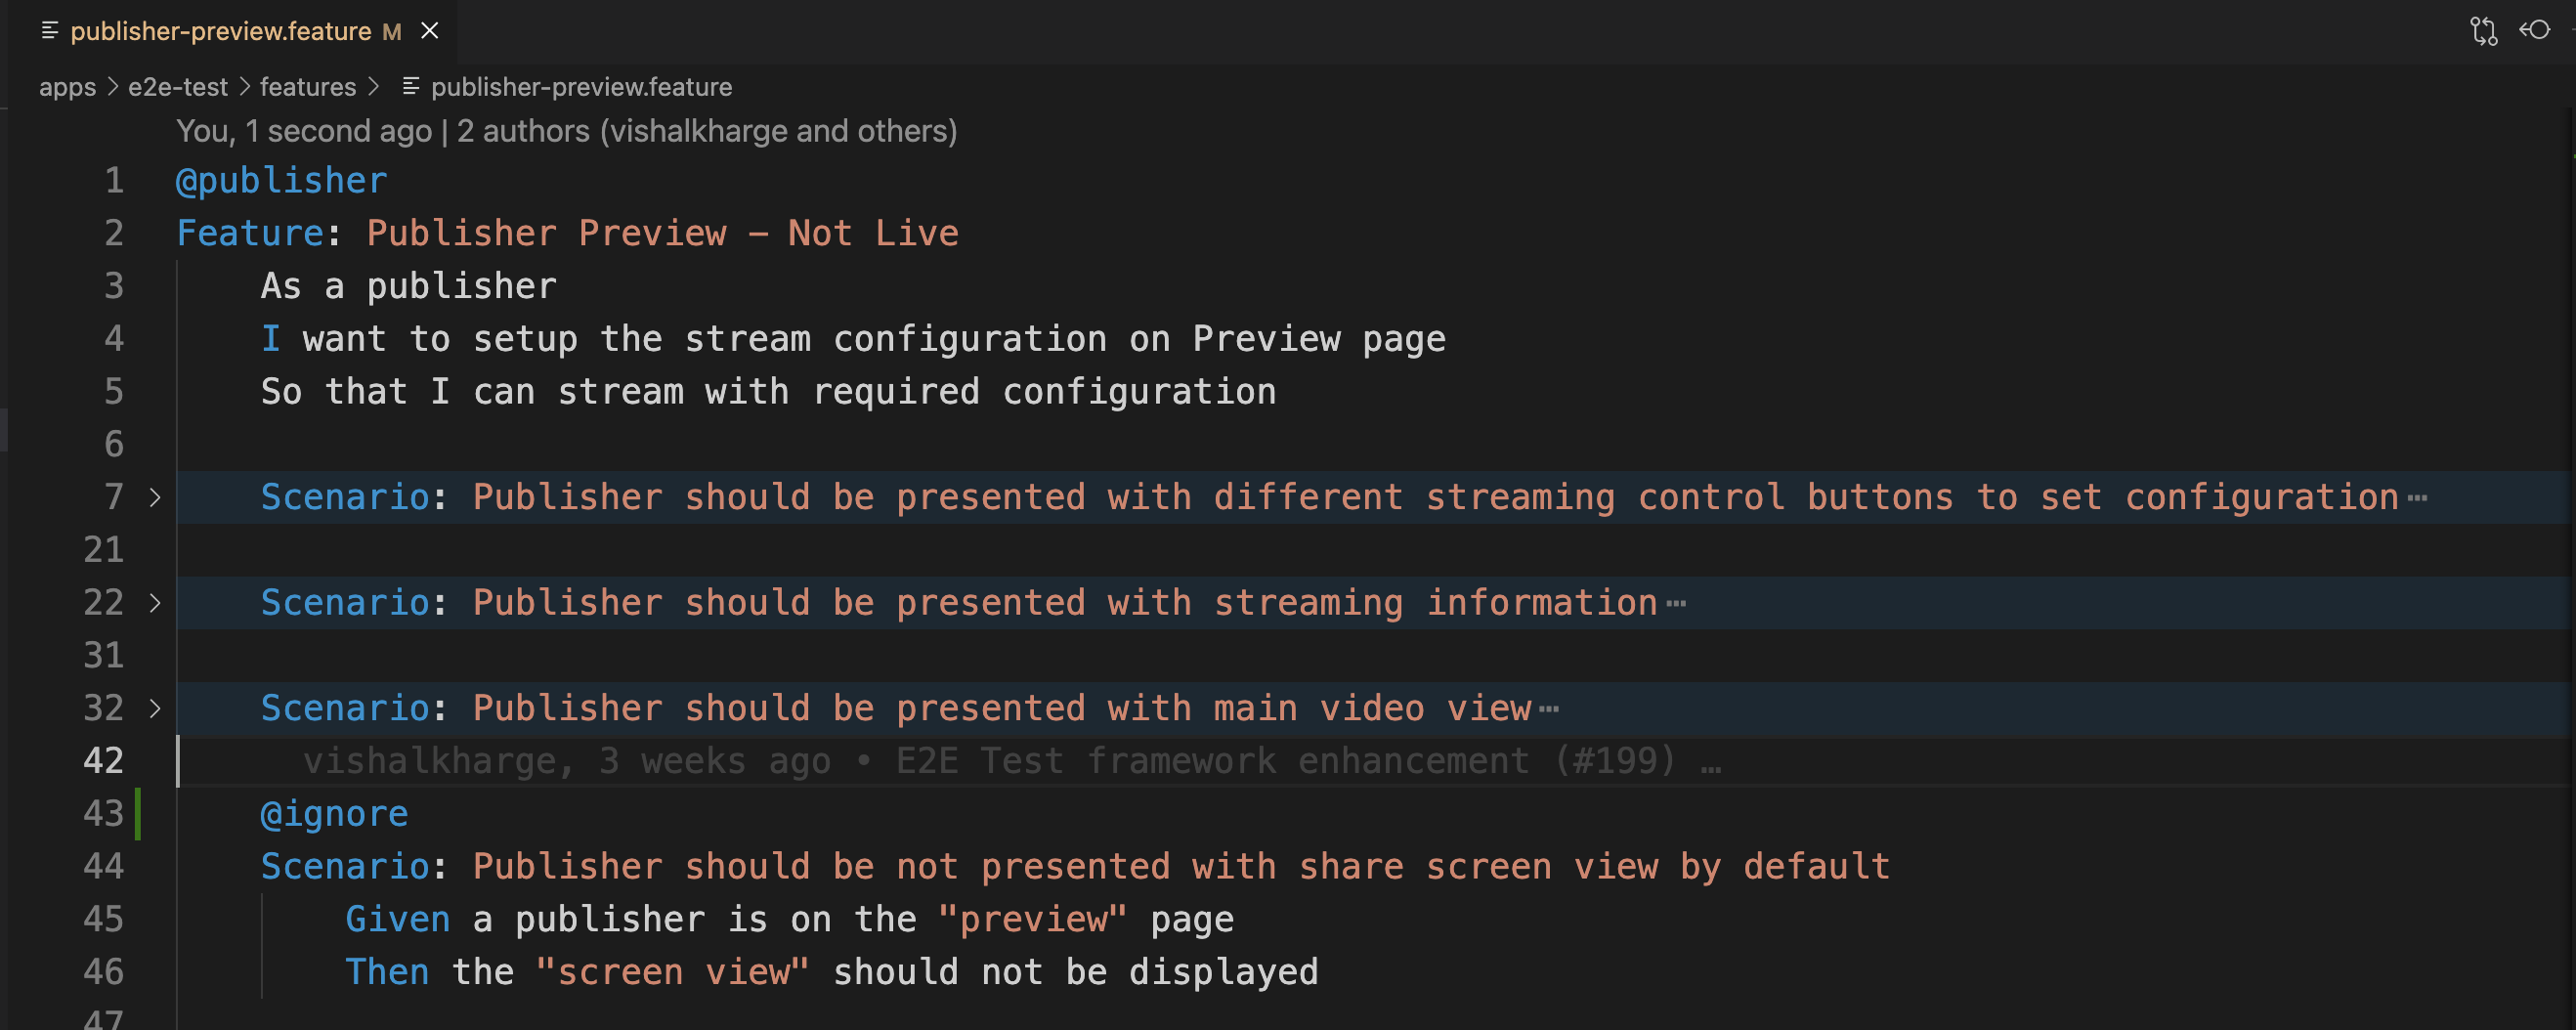 publisher-preview.feature M
apps > e2e-test > features > publisher-preview.feature
You, 1 second ago | 2 authors (vishalkharge and others)
1 @publisher
2 Feature: Publisher Preview - Not Live
3 As a publisher
4 I want to setup the stream configuration on Preview page
5 So that I can stream with required configuration
6
7 > Scenario: Publisher should be presented with different streaming control buttons to set configuration…
21
22 > Scenario: Publisher should be presented with streaming information…
31
32 > Scenario: Publisher should be presented with main video view…
42 vishalkharge, 3 weeks ago • E2E Test framework enhancement (#199) …
43 @ignore
44 Scenario: Publisher should be not presented with share screen view by default
45 Given a publisher is on the "preview" page
46 Then the "screen view" should not be displayed
47